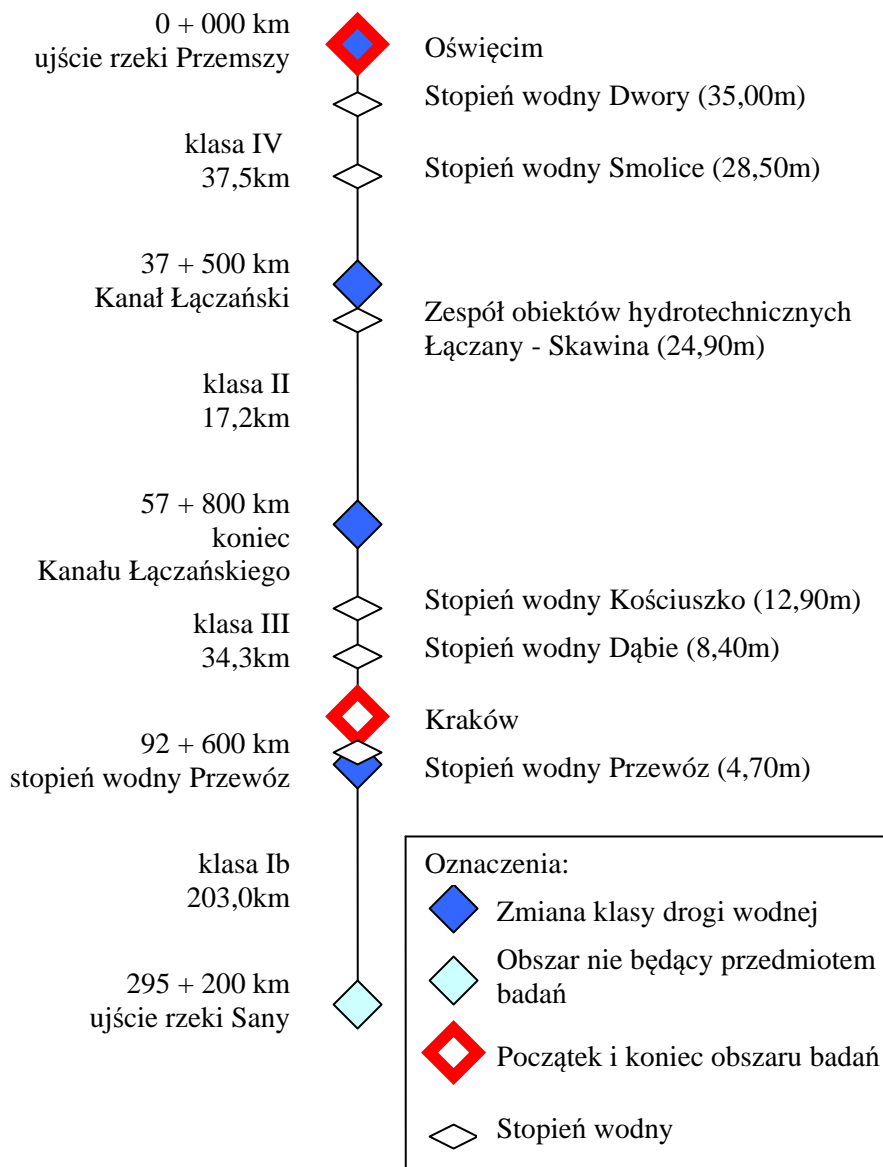 0 + 000 km
ujście rzeki Przemszy
Oświęcim
Stopień wodny Dwory (35,00m)
klasa IV
37,5km
Stopień wodny Smolice (28,50m)
37 + 500 km
Kanał Łączański
Zespół obiektów hydrotechnicznych
Łączany - Skawina (24,90m)
klasa II
17,2km
57 + 800 km
koniec
Kanału Łączańskiego
Stopień wodny Kościuszko (12,90m)
klasa III
34,3km
Stopień wodny Dąbie (8,40m)
Kraków
92 + 600 km
stopień wodny Przewóz
Stopień wodny Przewóz (4,70m)
klasa Ib
203,0km
295 + 200 km
ujście rzeki Sany
Oznaczenia:
Zmiana klasy drogi wodnej
Obszar nie będący przedmiotem
badań
Początek i koniec obszaru badań
Stopień wodny